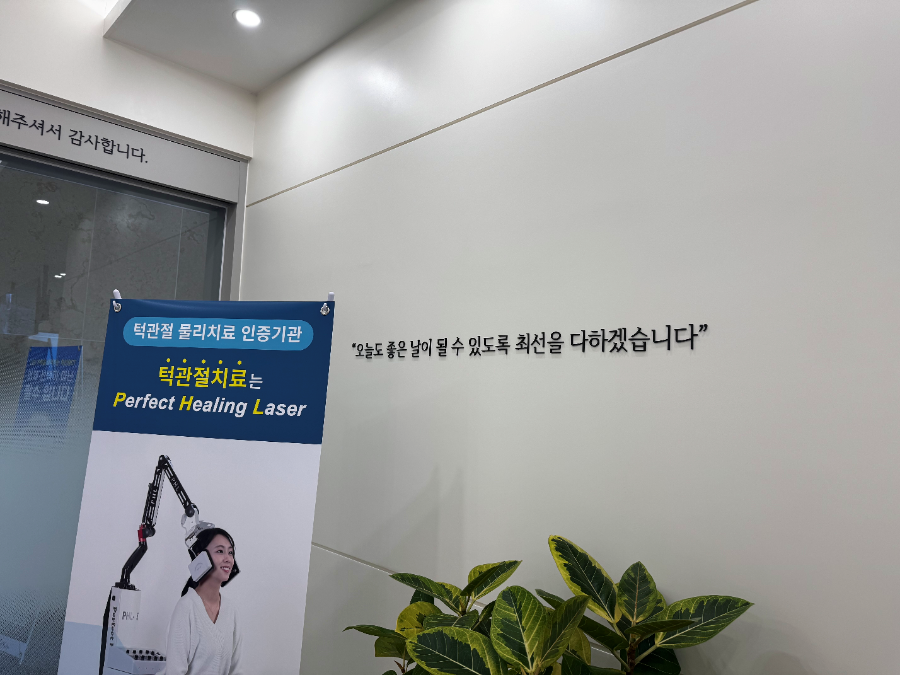 해주셔서 감사합니다.
턱관절 물리치료 인증기관
턱관절치료는
Perfect Healing Laser
“오늘도 좋은 날이 될 수 있도록 최선을 다하겠습니다”